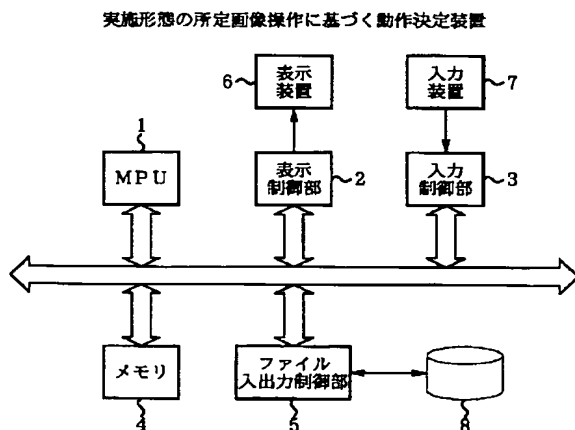 実施形態の所定画像操作に基づく動作決定装置
6
表示
装置
入力
装置
7
1
MPU
表示
制御部
2
入力
制御部
3
メモリ
4
ファイル
入出力制御部
5
8